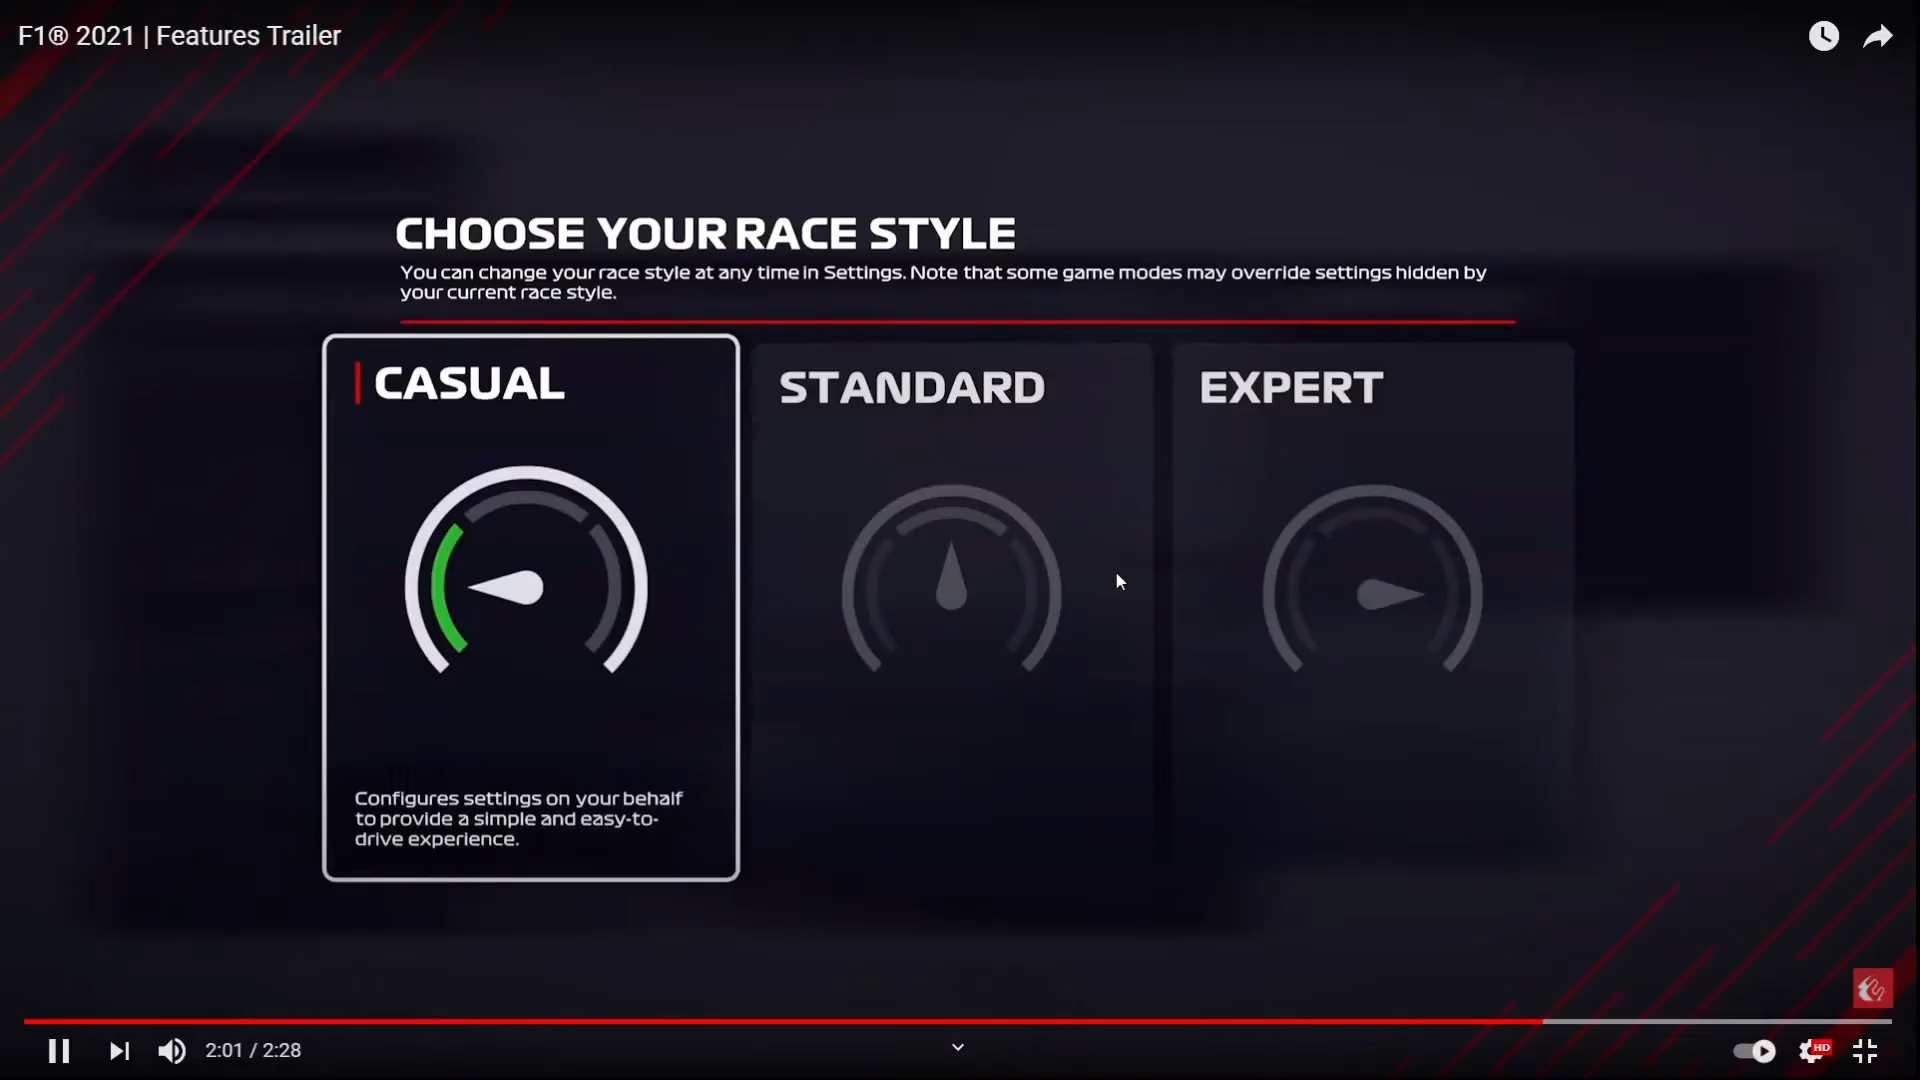 F1® 2021 | Features Trailer
CHOOSE YOUR RACE STYLE
You can change your race style at any time in Settings. Note that some game modes may override settings hidden by
your current race style.
CASUAL
STANDARD
EXPERT
Configures settings on your behalf
to provide a simple and easy-to-
drive experience.
2:01 / 2:28
HD